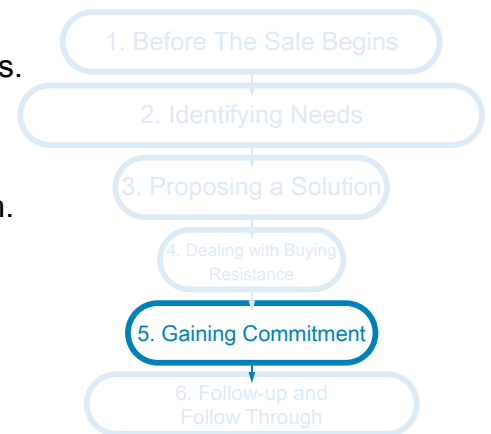 1. Before The Sale Begins
s.
2. Identifying Needs
3. Proposing a Solution
n.
4. Dealing with Buying
Resistance
5. Gaining Commitment
6. Follow-up and
Follow Through